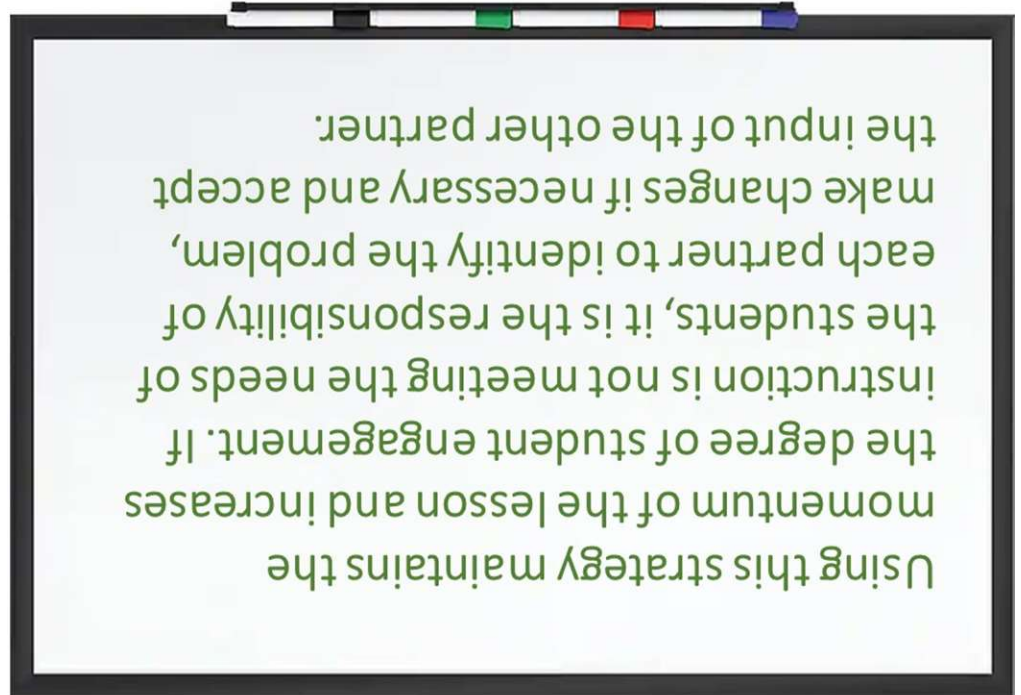 Using this strategy maintains the
momentum of the lesson and increases
the degree of student engagement. If
instruction is not meeting the needs of
the students, it is the responsibility of
each partner to identify the problem,
make changes if necessary and accept
the input of the other partner.